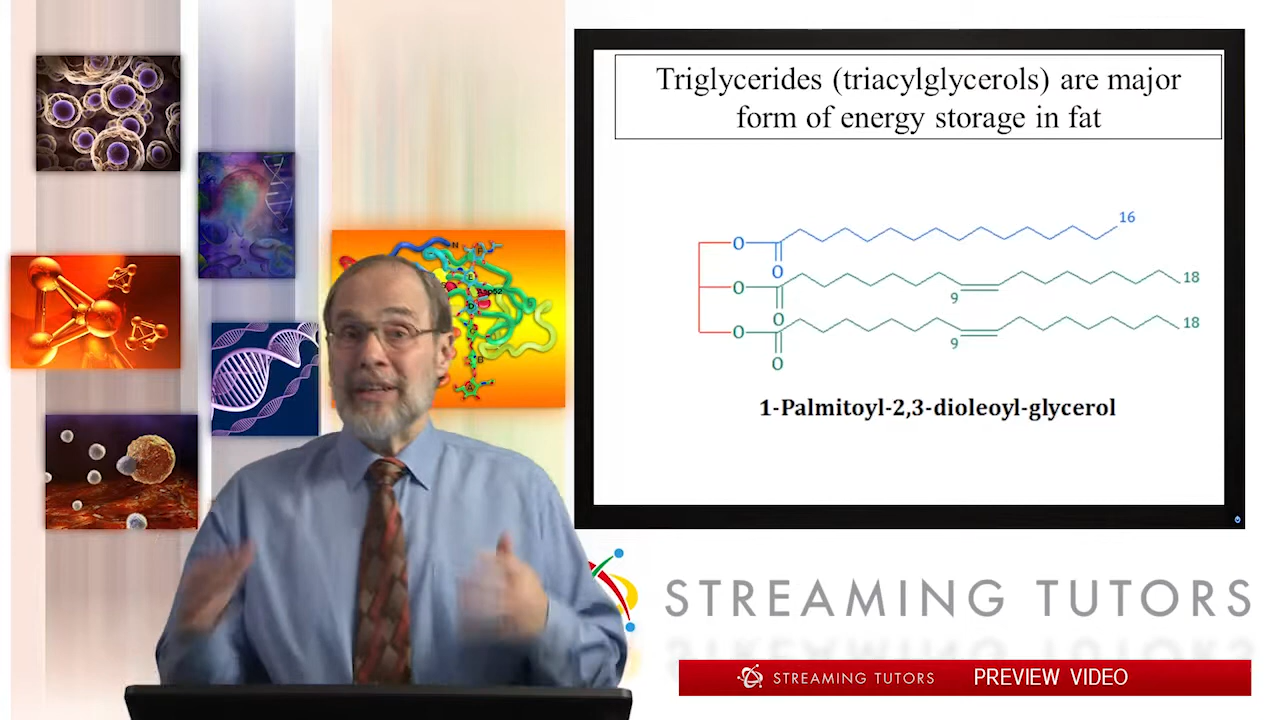 Triglycerides (triacylglycerols) are major
form of energy storage in fat
16
O
O
18
O
9
O
18
O
9
O
1-Palmitoyl-2,3-dioleoyl-glycerol
STREAMING TUTORS
STREAMING TUTORS PREVIEW VIDEO